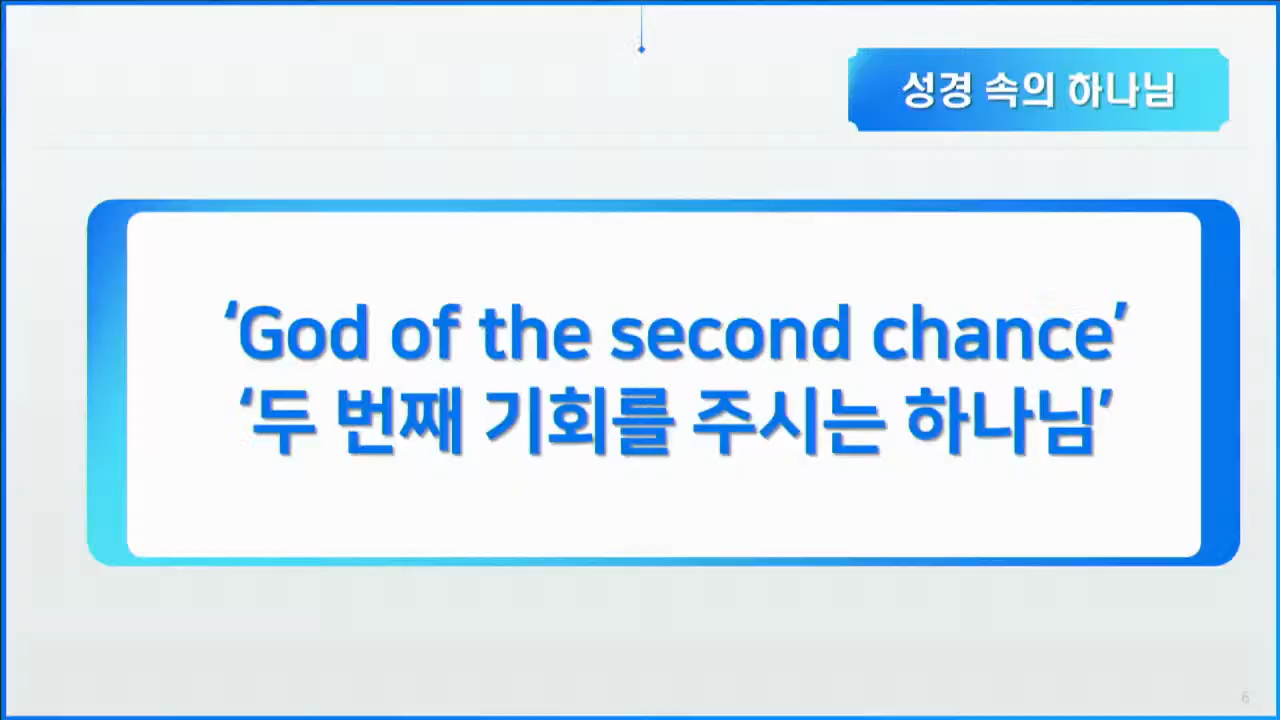 성경 속의 하나님
‘God of the second chance’
‘두 번째 기회를 주시는 하나님’
6